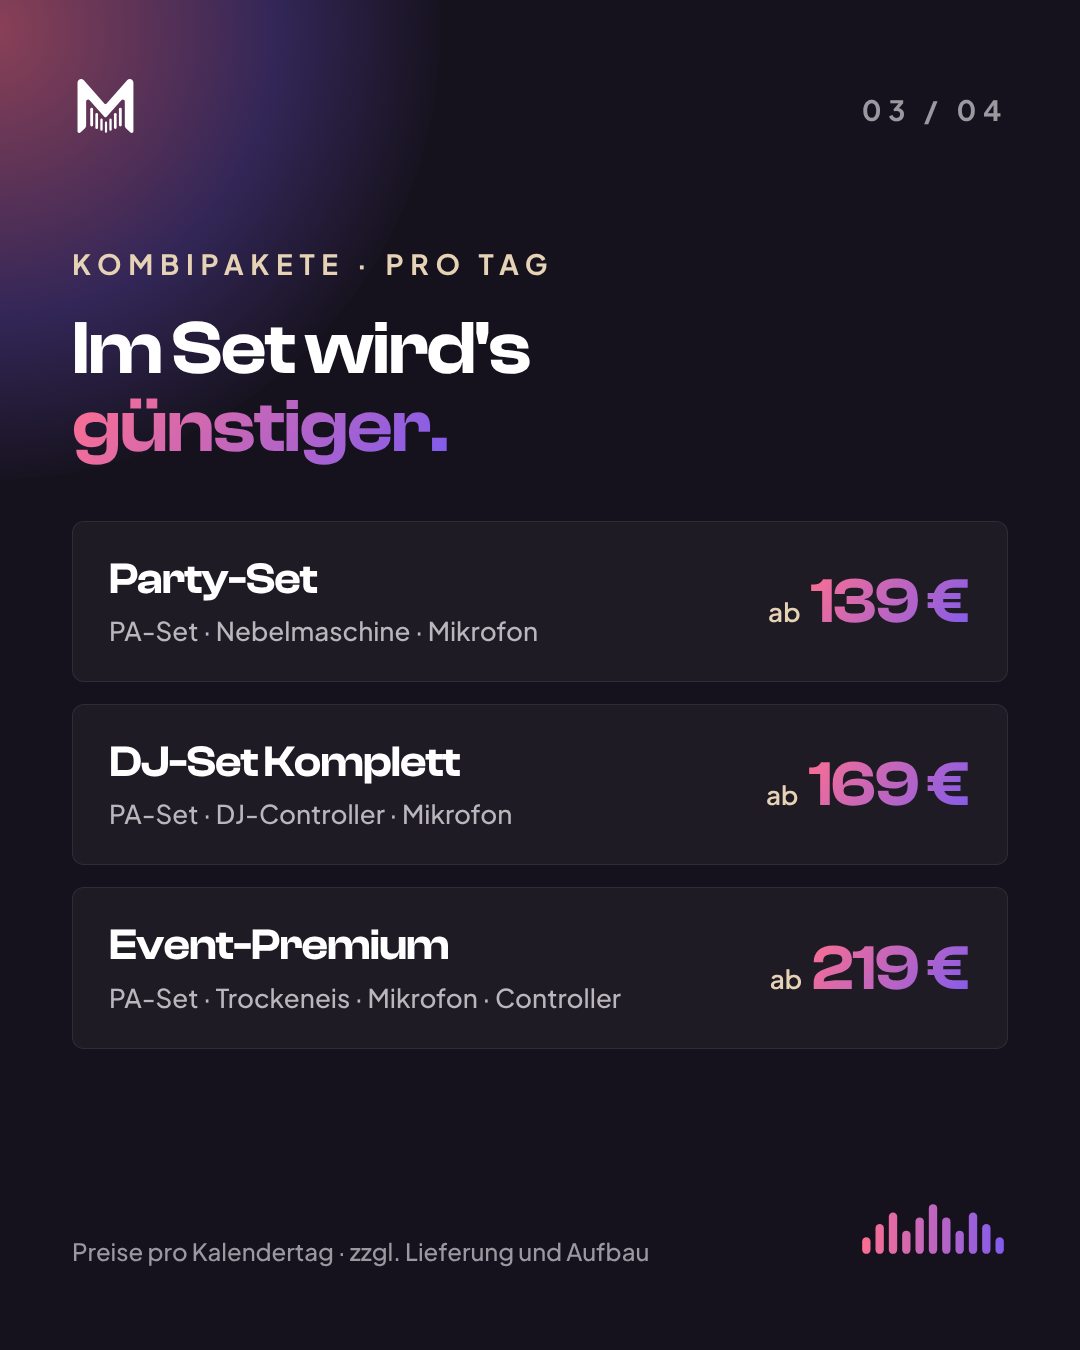 03 / 04
KOMBIPAKETE · PRO TAG
Im Set wird's
günstiger.
Party-Set
PA-Set · Nebelmaschine · Mikrofon
ab 139 €
DJ-Set Komplett
PA-Set · DJ-Controller · Mikrofon
ab 169 €
Event-Premium
PA-Set · Trockeneis · Mikrofon · Controller
ab 219 €
Preise pro Kalendertag · zzgl. Lieferung und Aufbau